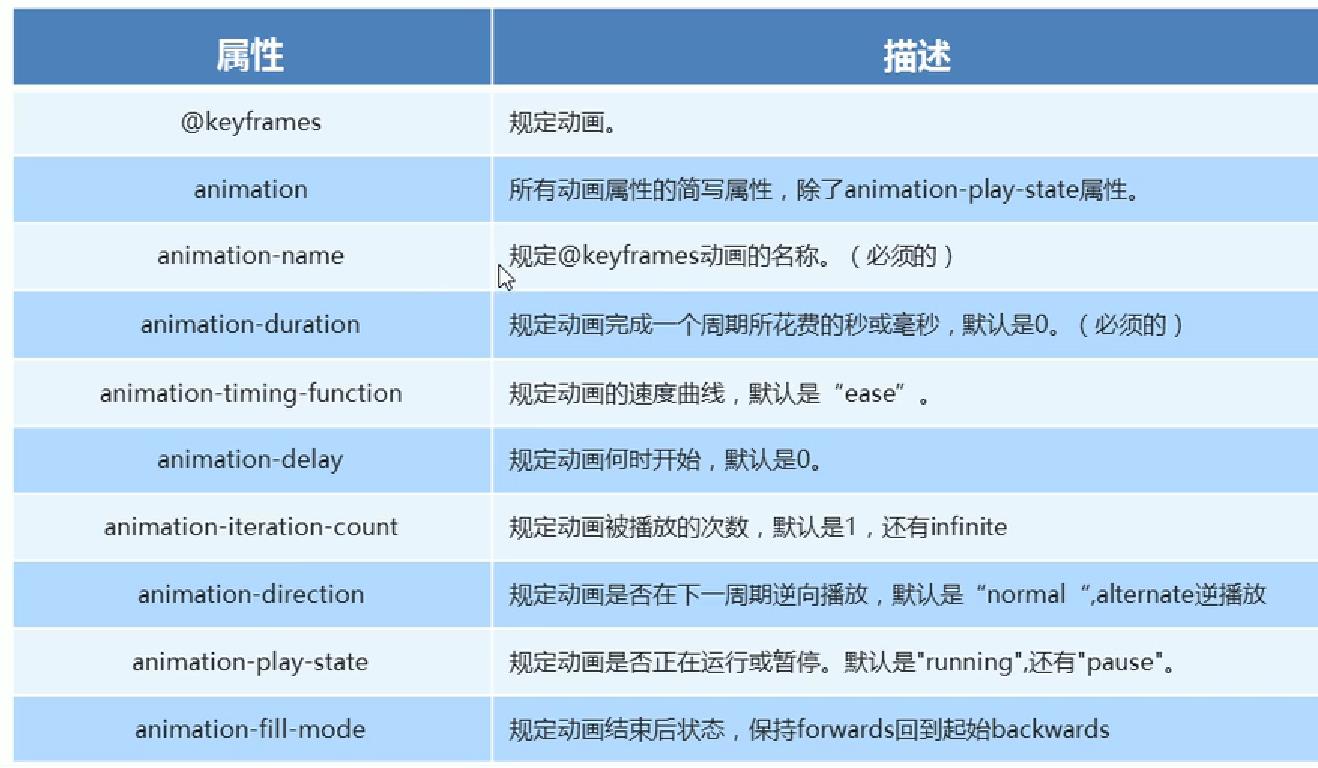 属性 描述
@keyframes 规定动画。
animation 所有动画属性的简写属性，除了animation-play-state属性。
animation-name 规定@keyframes动画的名称。（必须的）
animation-duration 规定动画完成一个周期所花费的秒或毫秒，默认是0。（必须的）
animation-timing-function 规定动画的速度曲线，默认是“ease”。
animation-delay 规定动画何时开始，默认是0。
animation-iteration-count 规定动画被播放的次数，默认是1，还有infinite
animation-direction 规定动画是否在下一周期逆向播放，默认是“normal“,alternate逆播放
animation-play-state 规定动画是否正在运行或暂停。默认是"running",还有"pause"。
animation-fill-mode 规定动画结束后状态，保持forwards回到起始backwards